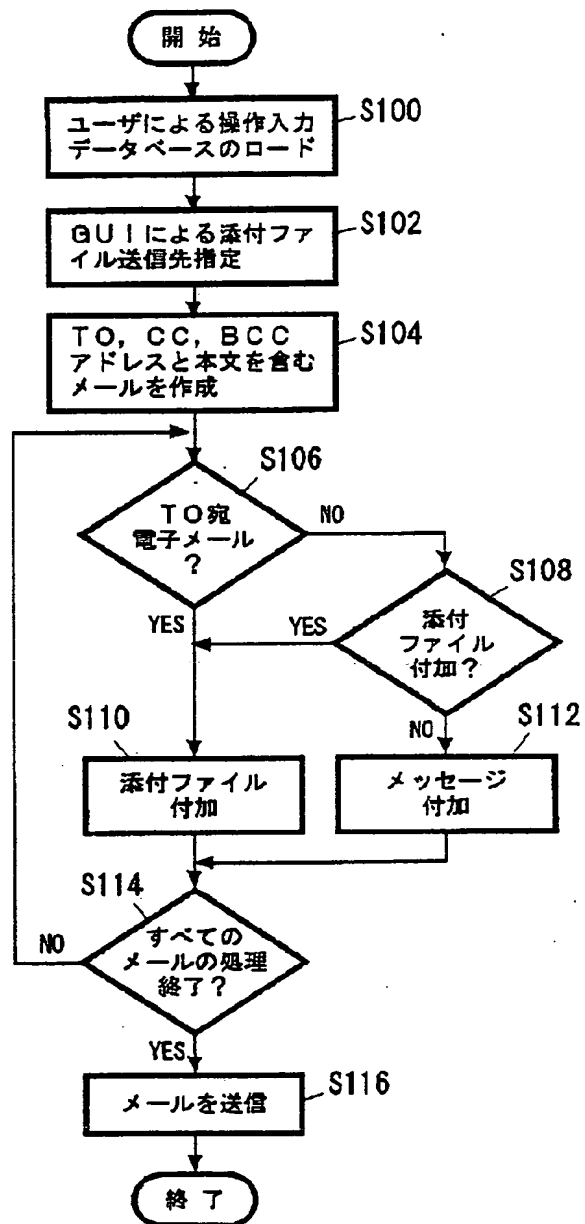 開始
S100
ユーザによる操作入力
データベースのロード
S102
GUIによる添付ファ
イル送信先指定
S104
TO, CC, BCC
アドレスと本文を含む
メールを作成
S106
TO宛
電子メール
?
NO
YES
S108
添付
ファイル
付加?
YES
NO
S110
添付ファイル
付加
S112
メッセージ
付加
S114
すべての
メールの処理
終了?
NO
YES
S116
メールを送信
終了